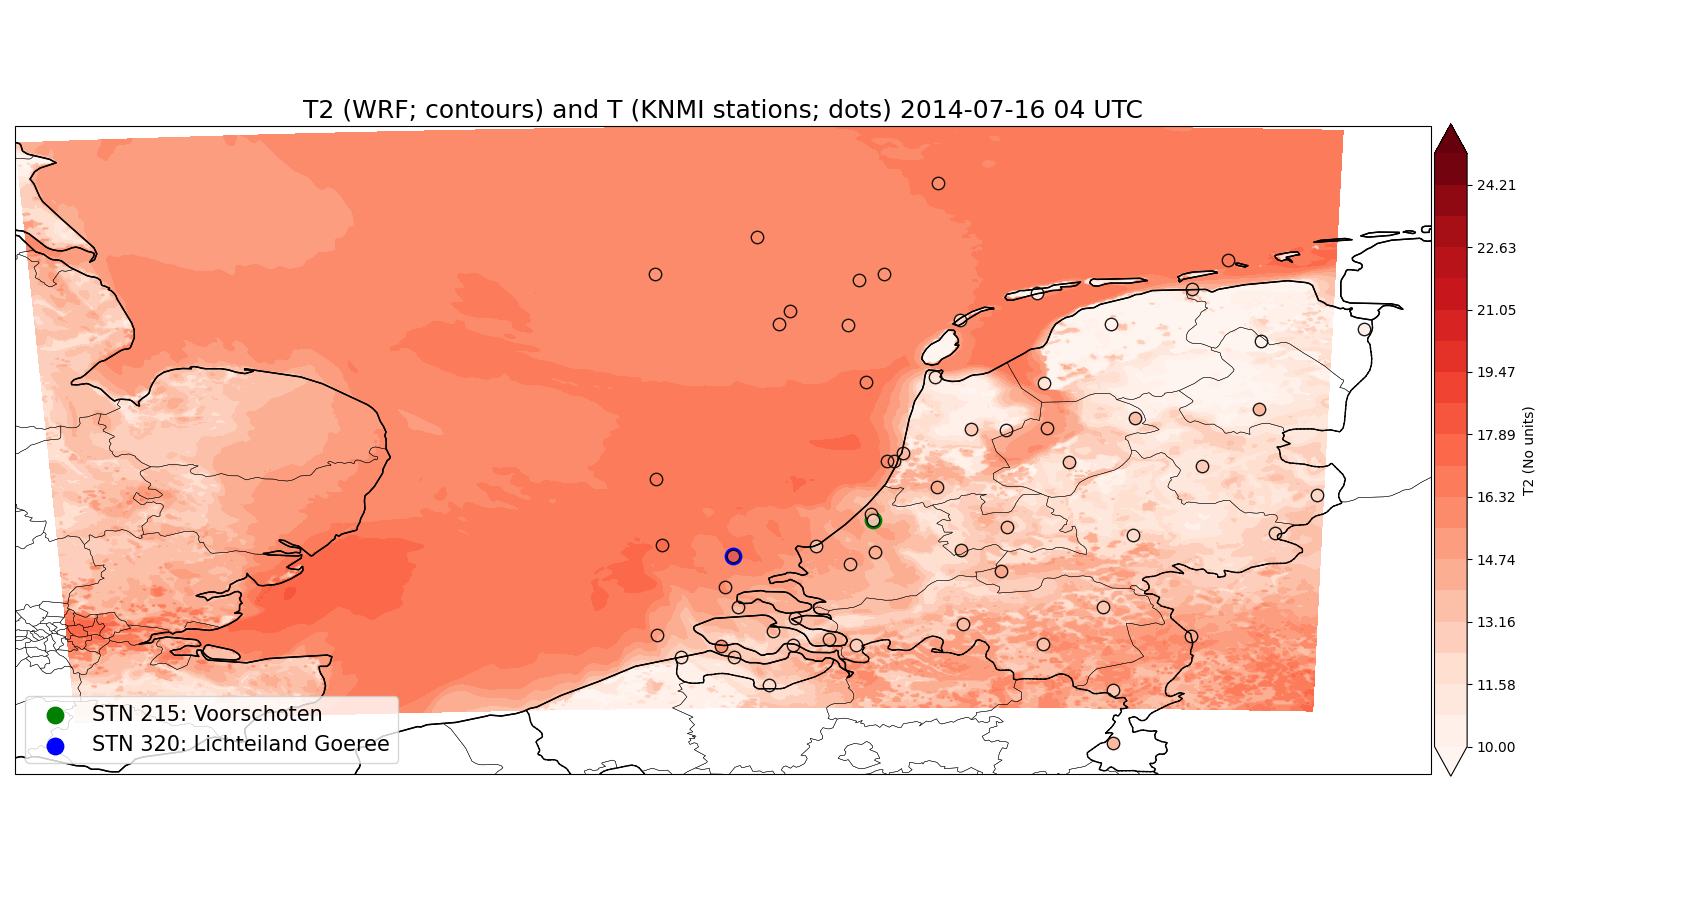 T2 (WRF; contours) and T (KNMI stations; dots) 2014-07-16 04 UTC
24.21
22.63
21.05
19.47
17.89
16.32
14.74
13.16
11.58
10.00
T2 (No units)
STN 215: Voorschoten
STN 320: Lichteiland Goeree